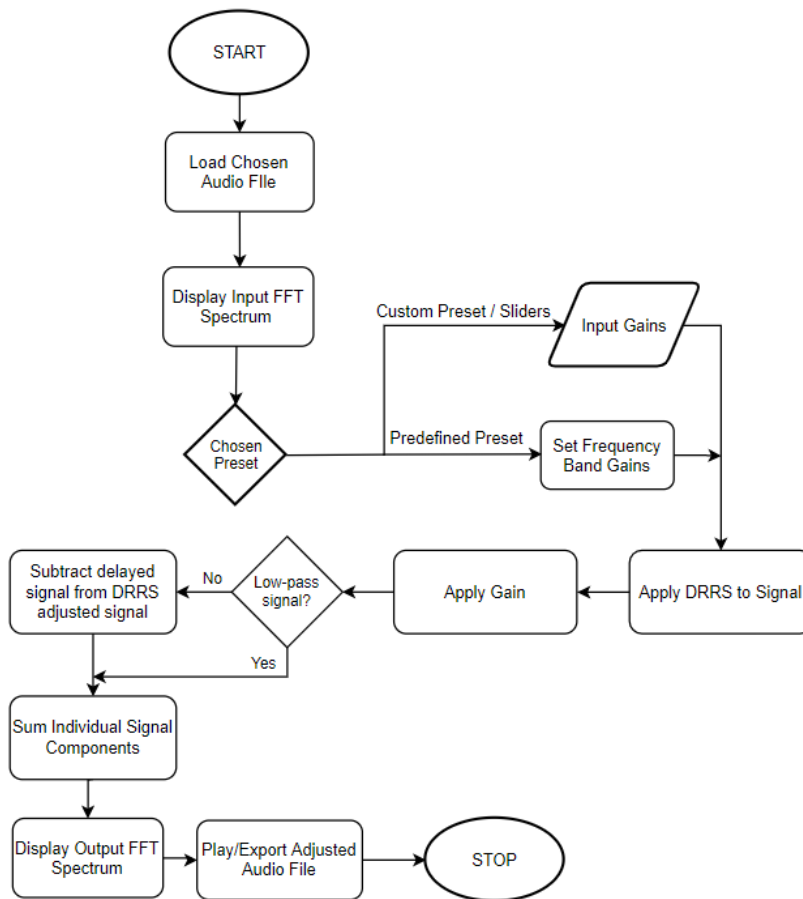 START
Load Chosen
Audio FIle
Display Input FFT
Spectrum
Custom Preset / Sliders
Input Gains
Chosen
Preset
Predefined Preset
Set Frequency
Band Gains
Subtract delayed
signal from DRRS
adjusted signal
No
Low-pass
signal?
Apply Gain
Apply DRRS to Signal
Yes
Sum Individual Signal
Components
Display Output FFT
Spectrum
Play/Export Adjusted
Audio File
STOP